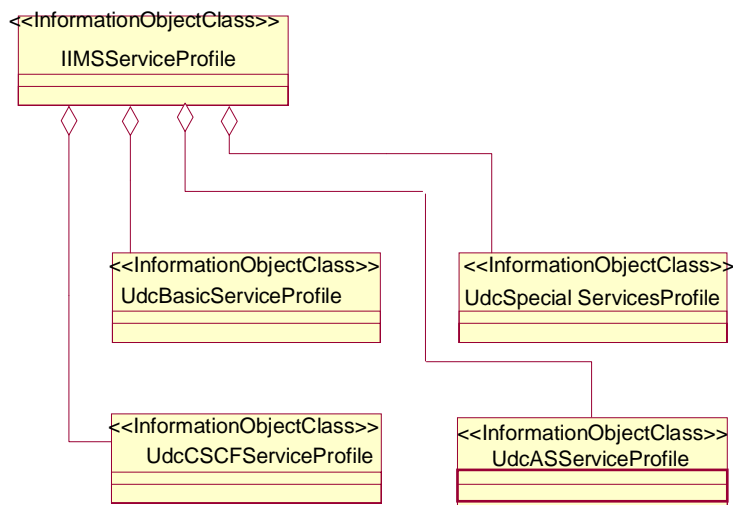 <<InformationObjectClass>>
IIMSServiceProfile
<<InformationObjectClass>>
UdcBasicServiceProfile
<<InformationObjectClass>>
UdcSpecial ServicesProfile
<<InformationObjectClass>>
UdcCSCFServiceProfile
<<InformationObjectClass>>
UdcASServiceProfile